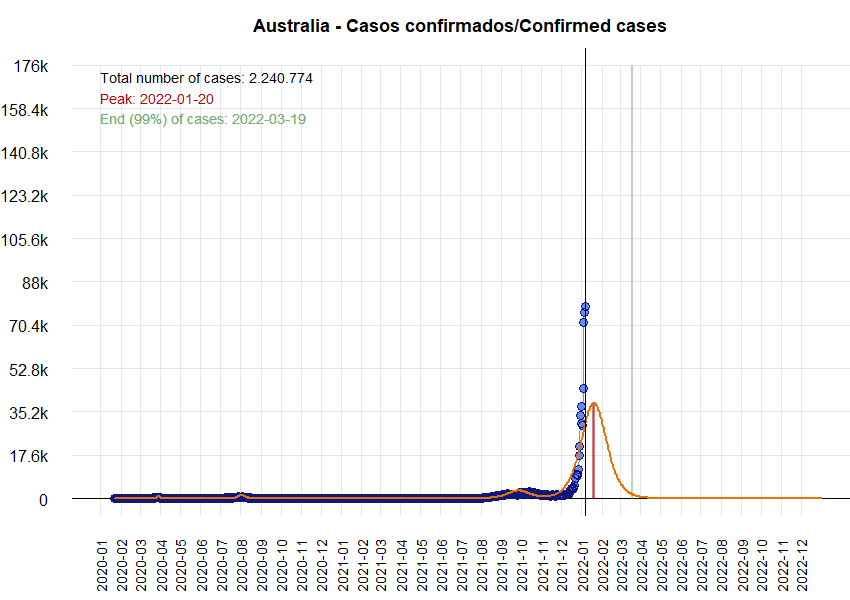 Australia - Casos confirmados/Confirmed cases
176k
158.4k
140.8k
123.2k
105.6k
88k
70.4k
52.8k
35.2k
17.6k
0
Total number of cases: 2.240.774
Peak: 2022-01-20
End (99%) of cases: 2022-03-19
2020-01
2020-02
2020-03
2020-04
2020-05
2020-06
2020-07
2020-08
2020-09
2020-10
2020-11
2020-12
2021-01
2021-02
2021-03
2021-04
2021-05
2021-06
2021-07
2021-08
2021-09
2021-10
2021-11
2021-12
2022-01
2022-02
2022-03
2022-04
2022-05
2022-06
2022-07
2022-08
2022-09
2022-10
2022-11
2022-12